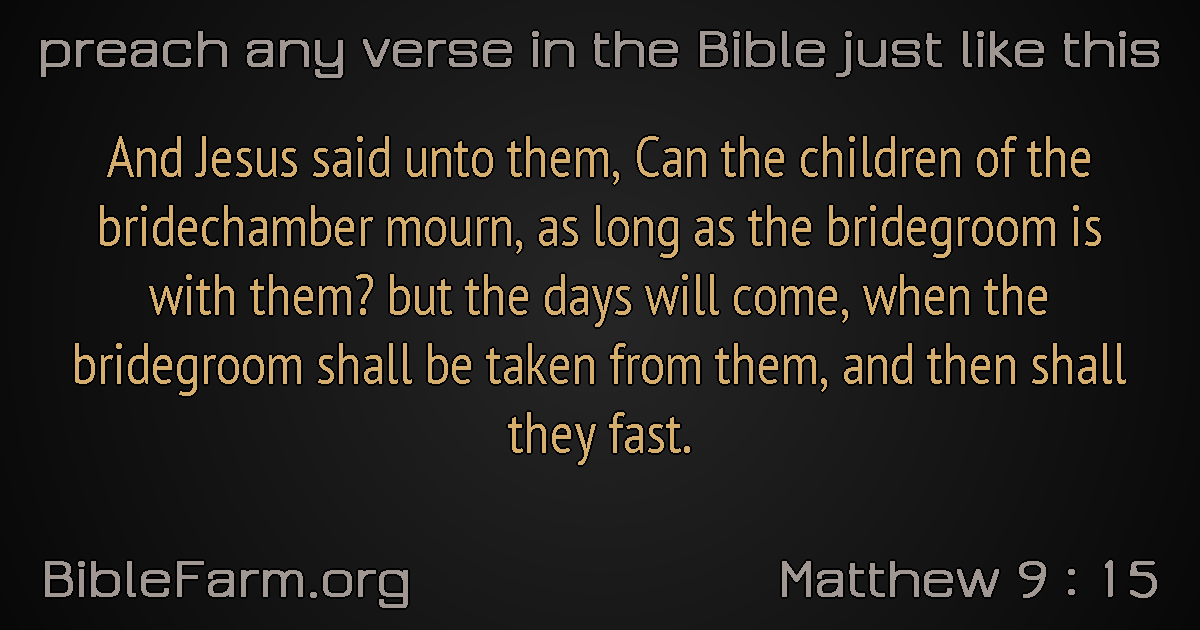 preach any verse in the Bible just like this
And Jesus said unto them, Can the children of the
bridechamber mourn, as long as the bridegroom is
with them? but the days will come, when the
bridegroom shall be taken from them, and then shall
they fast.
BibleFarm.org
Matthew 9 : 15